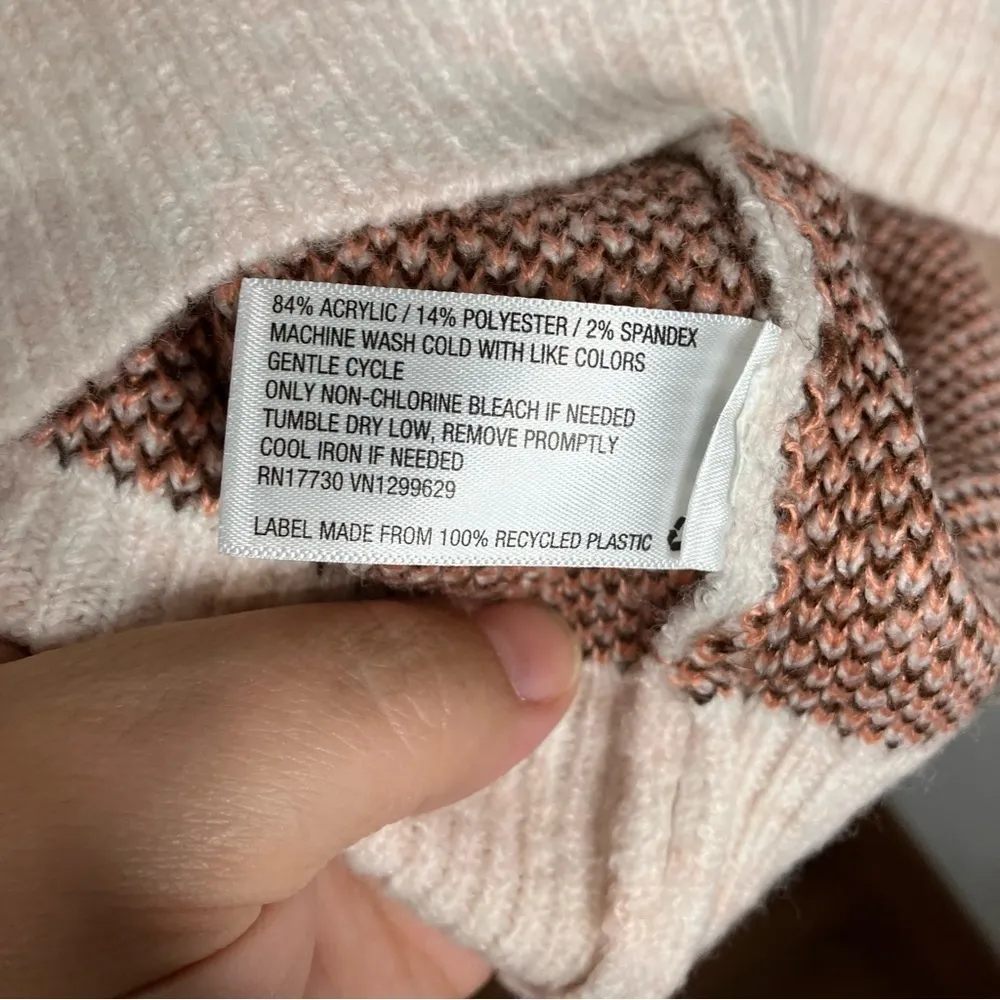 84% ACRYLIC / 14% POLYESTER / 2% SPANDEX
MACHINE WASH COLD WITH LIKE COLORS
GENTLE CYCLE
ONLY NON-CHLORINE BLEACH IF NEEDED
TUMBLE DRY LOW, REMOVE PROMPTLY
COOL IRON IF NEEDED
RN17730 VN1299629
LABEL MADE FROM 100% RECYCLED PLASTIC